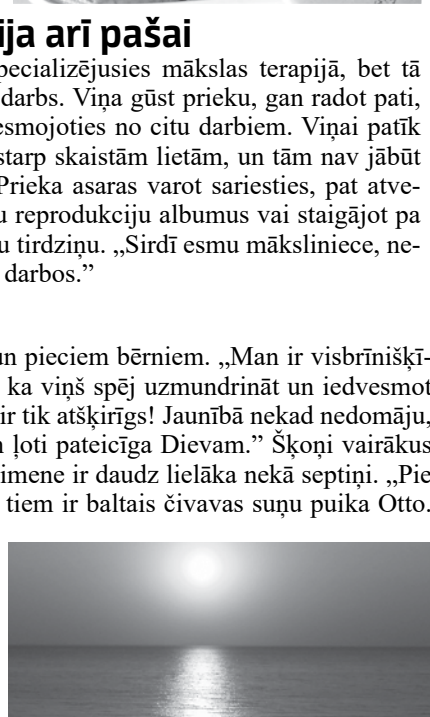 ija arī pašai
pecializējusies mākslas terapijā, bet tā
darbs. Viņa gūst prieku, gan radot pati,
esmojoties no citu darbiem. Viņai patīk
starp skaistām lietām, un tām nav jābūt
Prieka asaras varot sariesties, pat atve-
u reprodukciju albumus vai staigājot pa
u tirdziņu. „Sirdī esmu māksliniece, ne-
darbos.”
un pieciem bērniem. „Man ir visbrīnišķī-
ka viņš spēj uzmundrināt un iedvesmot
ir tik atšķirīgs! Jaunībā nekad nedomāju,
ļoti pateicīga Dievam.” Šķoņi vairākus
imene ir daudz lielāka nekā septiņi. „Pie
tiem ir baltais čivavas suņu puika Otto.